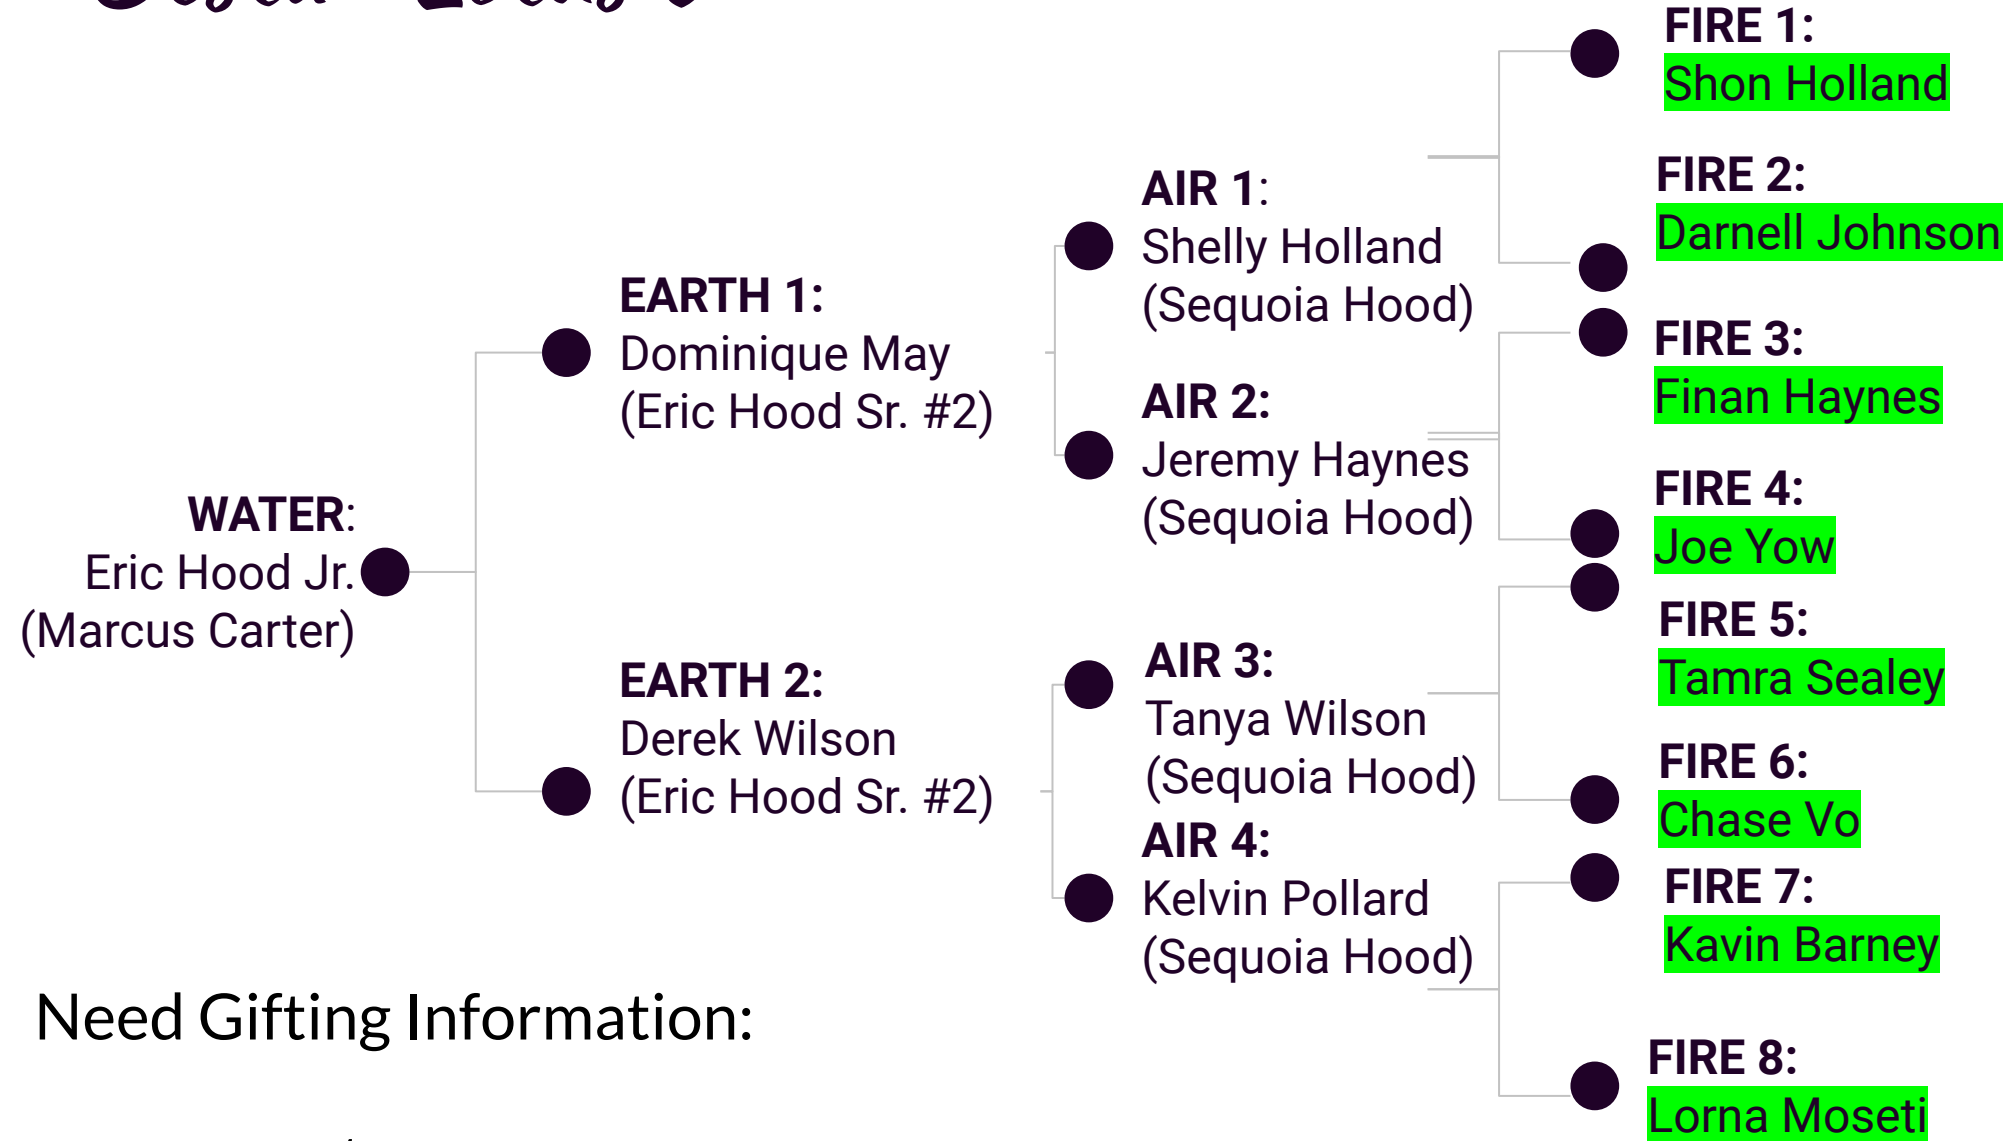 WATER:
Eric Hood Jr.
(Marcus Carter)
EARTH 1:
Dominique May
(Eric Hood Sr. #2)
EARTH 2:
Derek Wilson
(Eric Hood Sr. #2)
AIR 1:
Shelly Holland
(Sequoia Hood)
AIR 2:
Jeremy Haynes
(Sequoia Hood)
AIR 3:
Tanya Wilson
(Sequoia Hood)
AIR 4:
Kelvin Pollard
(Sequoia Hood)
FIRE 1:
Shon Holland
FIRE 2:
Darnell Johnson
FIRE 3:
Finan Haynes
FIRE 4:
Joe Yow
FIRE 5:
Tamra Sealey
FIRE 6:
Chase Vo
FIRE 7:
Kavin Barney
FIRE 8:
Lorna Moseti
Need Gifting Information: